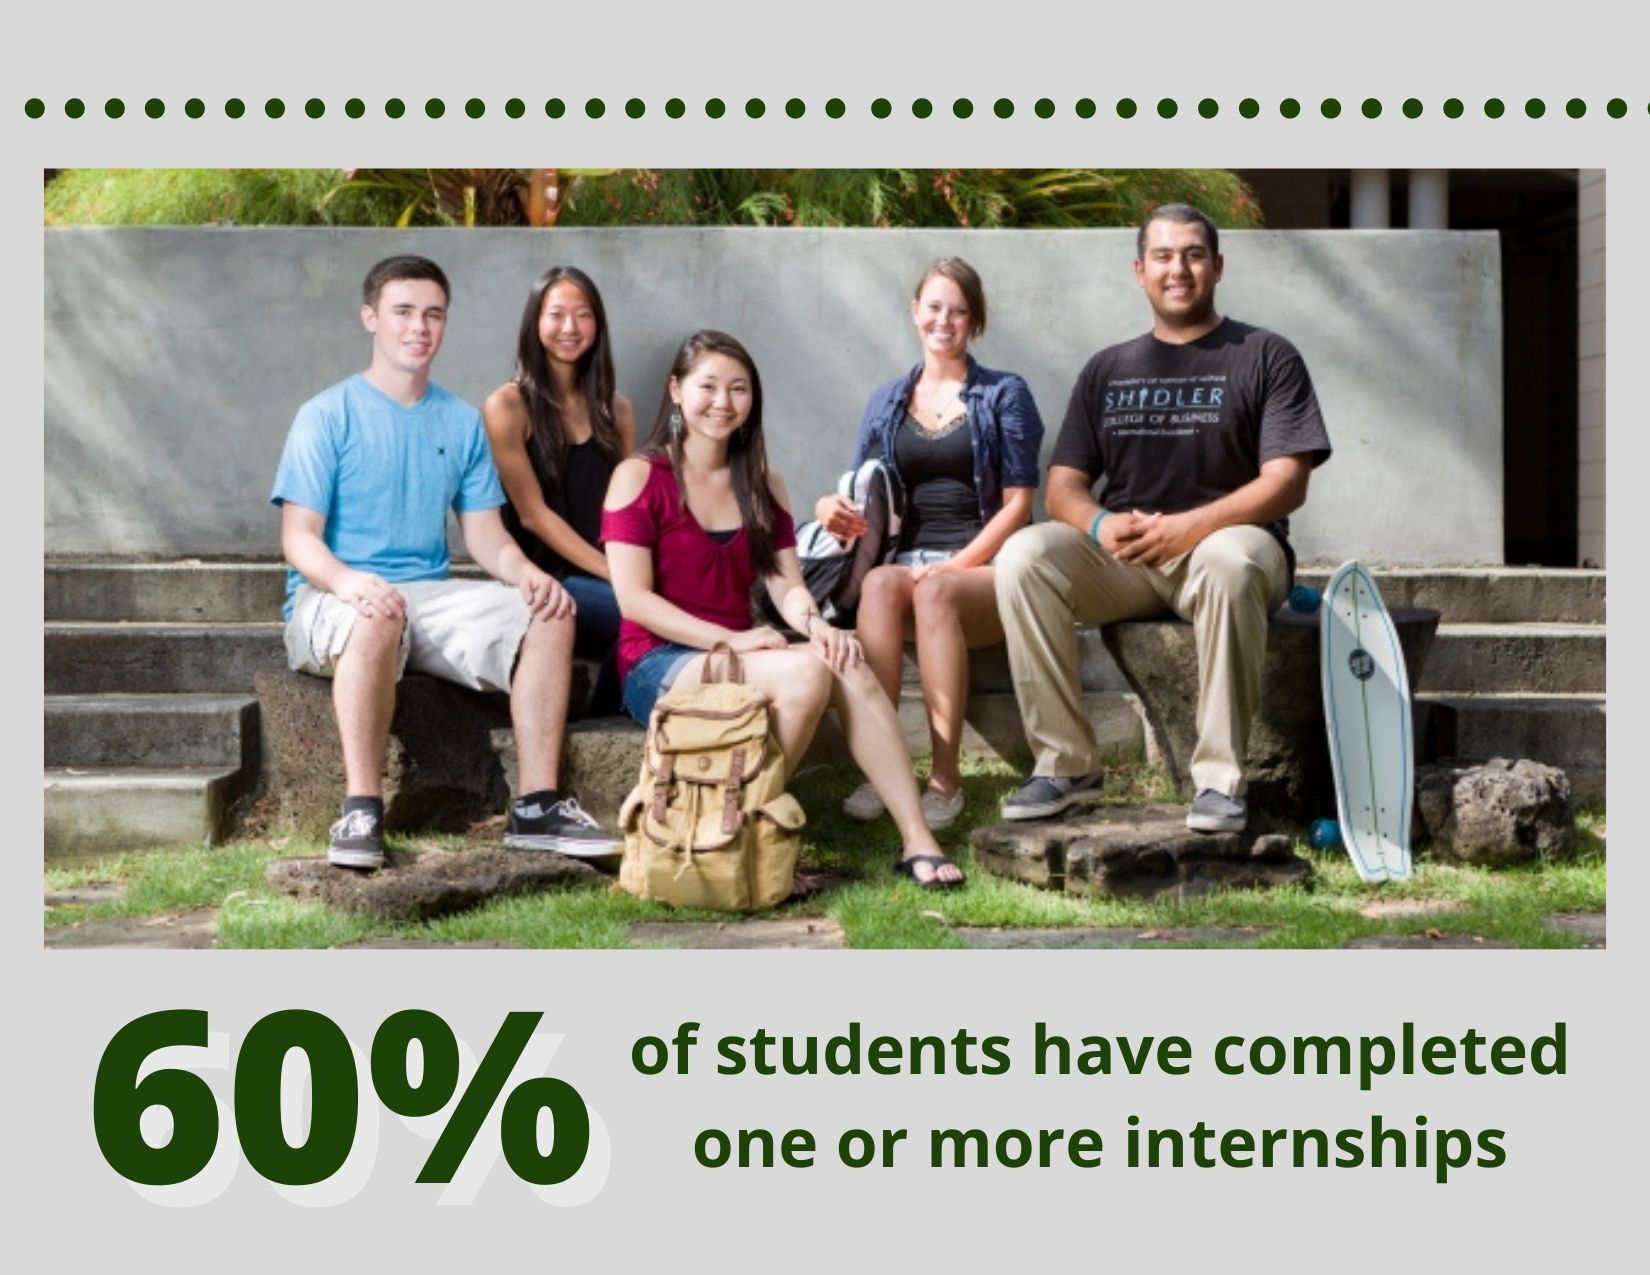 SHIDLER
COLLEGE OF BUSINESS
60%
of students have completed
one or more internships